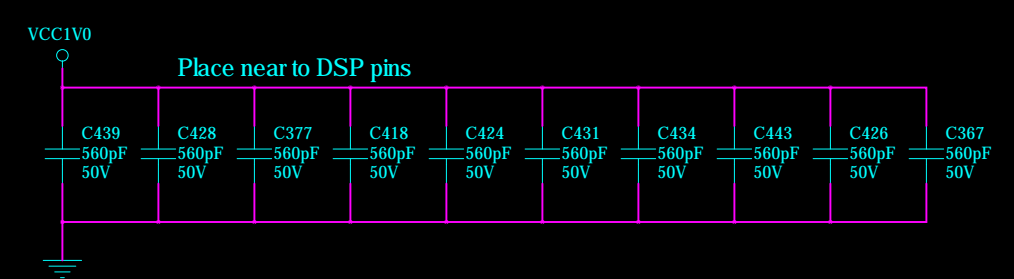 VCC1V0
Place near to DSP pins
C439
560pF
50V
C428
560pF
50V
C377
560pF
50V
C418
560pF
50V
C424
560pF
50V
C431
560pF
50V
C434
560pF
50V
C443
560pF
50V
C426
560pF
50V
C367
560pF
50V